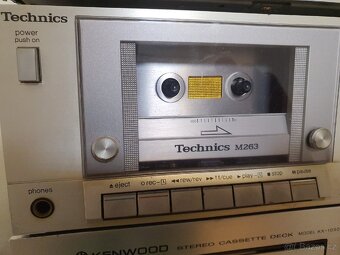 Technics
power
push on
Technics M263
phones
eject rec rew/rev ff/cue play stop pause
KENWOOD STEREO CASSETTE DECK MODEL